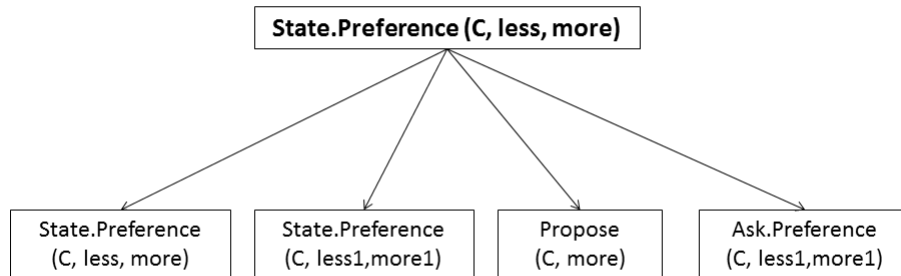 State.Preference (C, less, more)
State.Preference
(C, less, more)
State.Preference
(C, less1,more1)
Propose
(C, more)
Ask.Preference
(C, less1,more1)